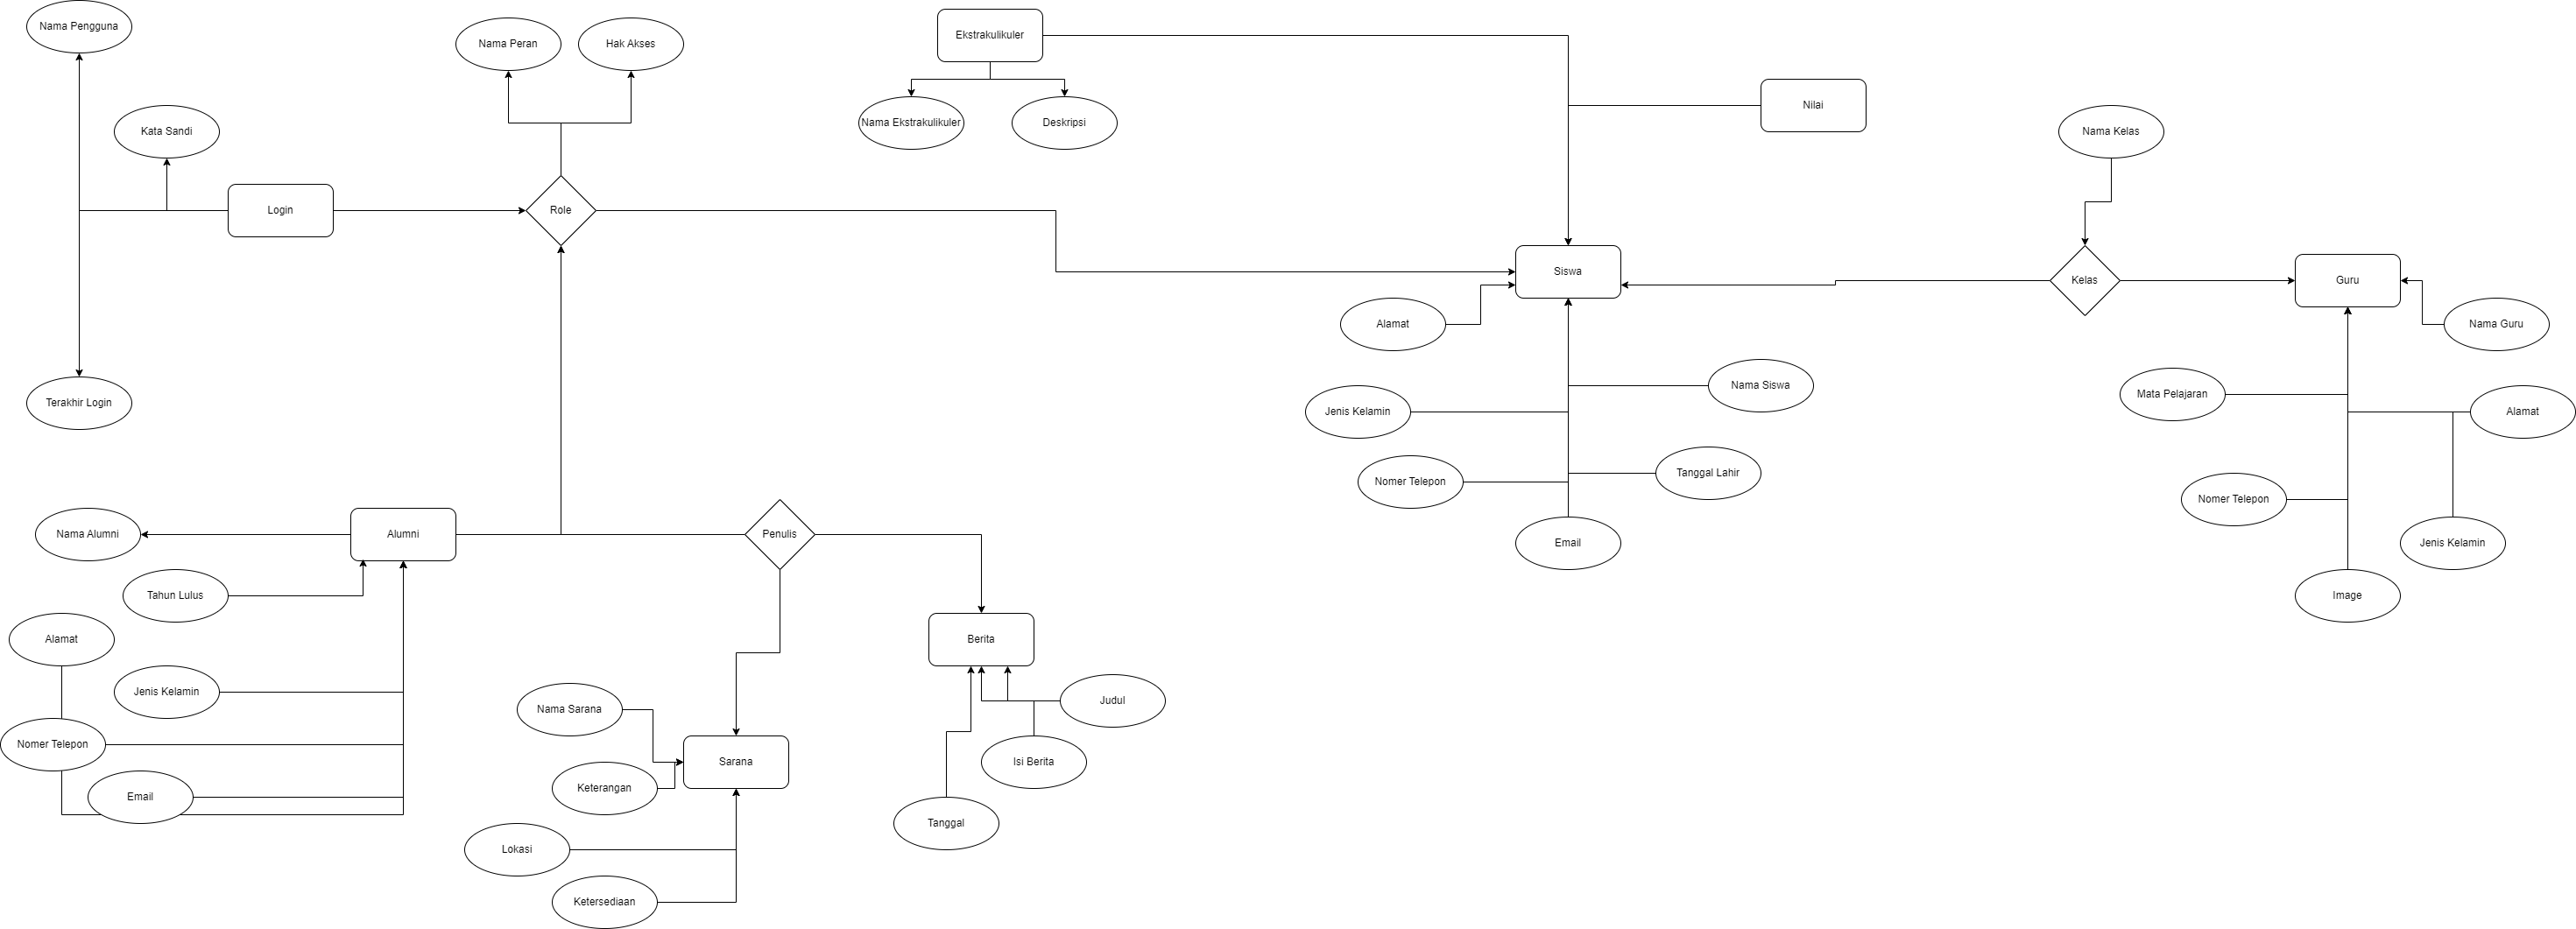 Nama Pengguna
Nama Peran
Hak Akses
Ekstrakulikuler
Nama Ekstrakulikuler
Deskripsi
Nilai
Kata Sandi
Nama Kelas
Login
Role
Siswa
Kelas
Guru
Alamat
Nama Guru
Nama Siswa
Mata Pelajaran
Terakhir Login
Jenis Kelamin
Alamat
Tanggal Lahir
Nomer Telepon
Nomer Telepon
Nama Alumni
Alumni
Penulis
Email
Jenis Kelamin
Tahun Lulus
Image
Alamat
Berita
Jenis Kelamin
Judul
Nama Sarana
Nomer Telepon
Sarana
Isi Berita
Keterangan
Email
Tanggal
Lokasi
Ketersediaan